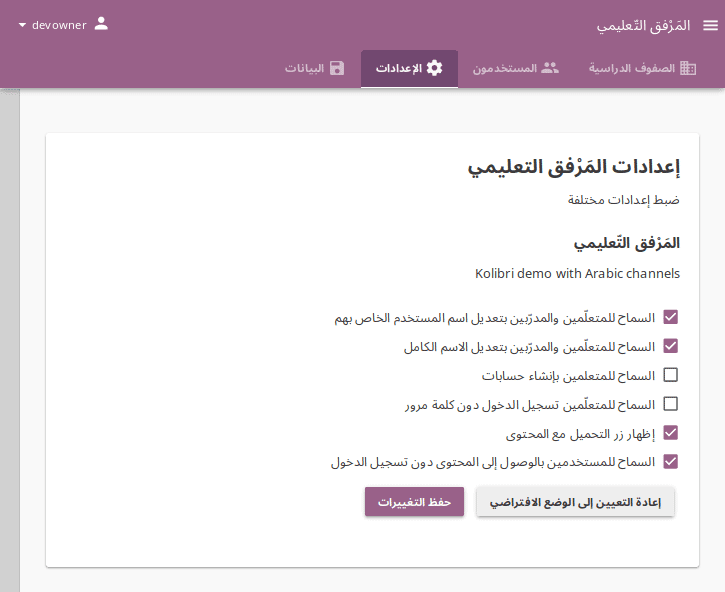 المَرْفق التّعليمي
devowner
الصفوف الدراسية
المستخدمون
الإعدادات
البيانات
إعدادات المَرْفق التعليمي
ضبط إعدادات مختلفة
المَرْفق التّعليمي
Kolibri demo with Arabic channels
السماح للمتعلّمين والمدرّبين بتعديل اسم المستخدم الخاص بهم
السماح للمتعلّمين والمدرّبين بتعديل الاسم الكامل
السماح للمتعلمين بإنشاء حسابات
السماح للمتعلّمين تسجيل الدخول دون كلمة مرور
إظهار زر التحميل مع المحتوى
السماح للمستخدمين بالوصول إلى المحتوى دون تسجيل الدخول
إعادة التعيين إلى الوضع الافتراضي
حفظ التغييرات